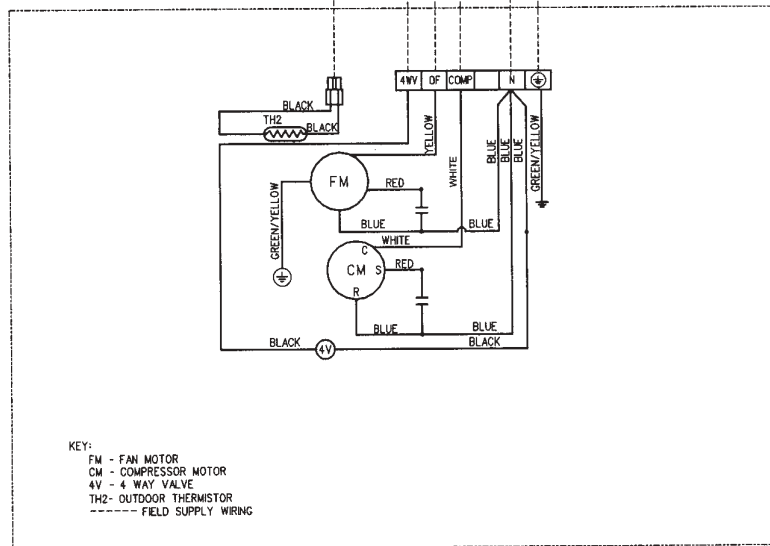 4WV OF COMP N
BLACK
TH2
BLACK
YELLOW
WHITE
BLUE
BLUE
BLUE
GREEN/YELLOW
FM
RED
GREEN/YELLOW
BLUE
BLUE
WHITE
C
CM S
RED
R
BLUE
BLUE
BLACK
4V
BLACK
KEY:
FM - FAN MOTOR
CM - COMPRESSOR MOTOR
4V - 4 WAY VALVE
TH2- OUTDOOR THERMISTOR
------ FIELD SUPPLY WIRING